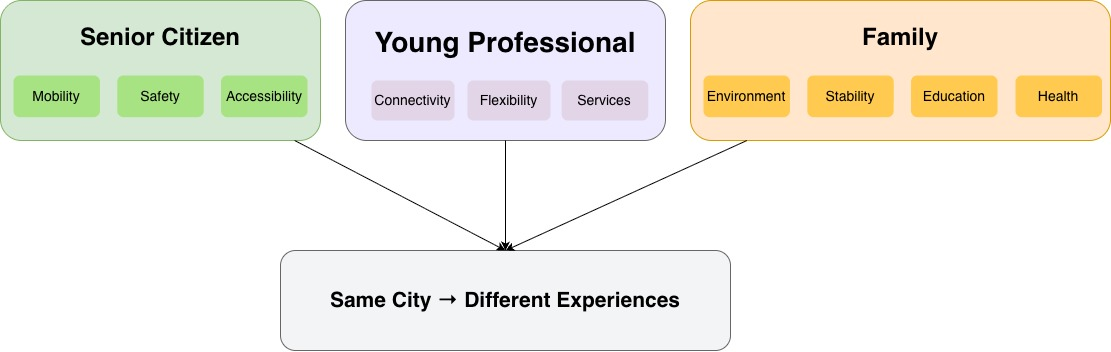 Senior Citizen
Mobility
Safety
Accessibility
Young Professional
Connectivity
Flexibility
Services
Family
Environment
Stability
Education
Health
Same City → Different Experiences